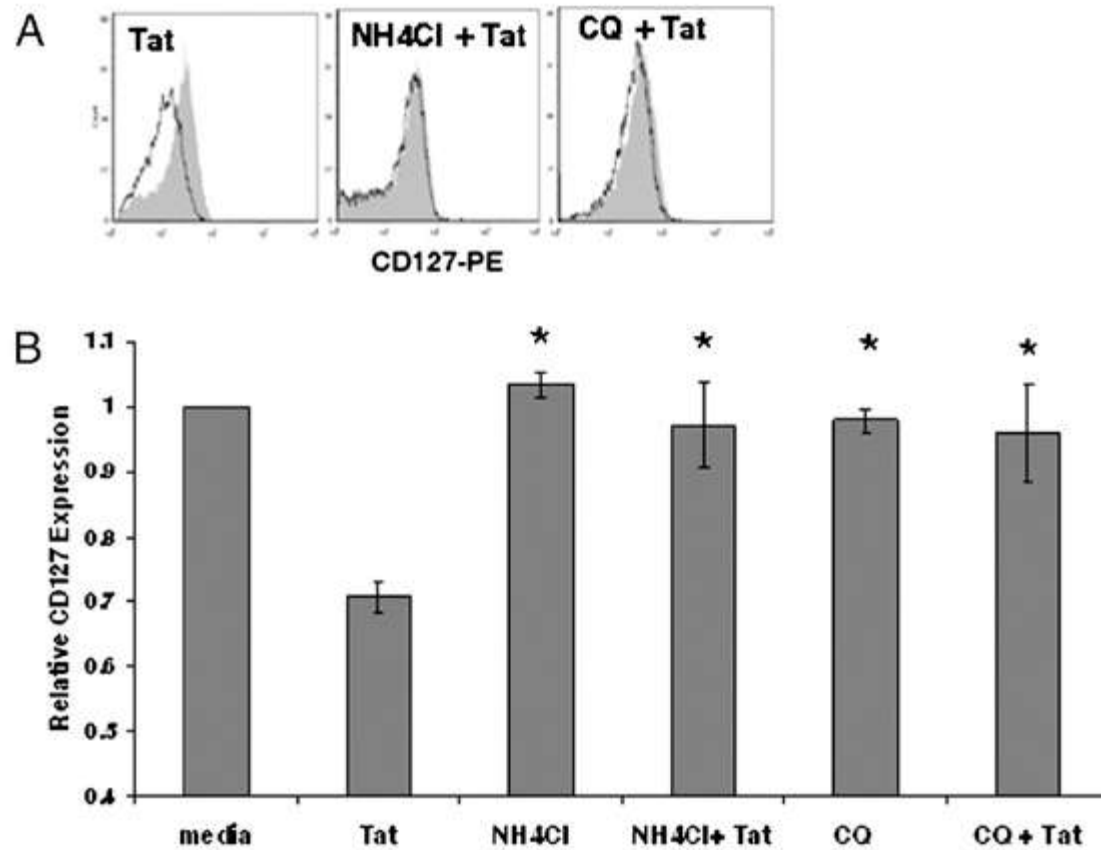 A
Tat
NH4Cl + Tat
CQ + Tat
Count
CD127-PE
B
Relative CD127 Expression
1.1
1
0.9
0.8
0.7
0.6
0.5
0.4
* * * *
media Tat NH4Cl NH4Cl+ Tat CQ CQ + Tat